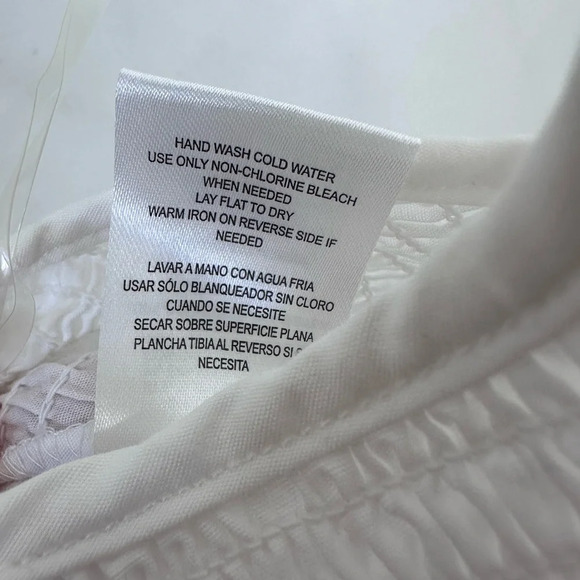 HAND WASH COLD WATER
USE ONLY NON-CHLORINE BLEACH
WHEN NEEDED
LAY FLAT TO DRY
WARM IRON ON REVERSE SIDE IF
NEEDED
LAVAR A MANO CON AGUA FRIA
USAR SÓLO BLANQUEADOR SIN CLORO
CUANDO SE NECESITE
SECAR SOBRE SUPERFICIE PLANA
PLANCHA TIBIA AL REVERSO SI
NECESITA